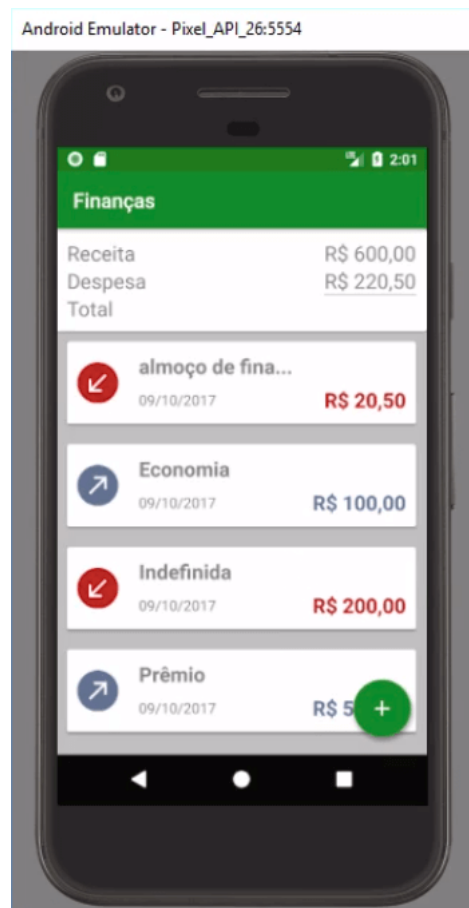 Android Emulator - Pixel_API_26:5554
2:01
Finanças
Receita R$ 600,00
Despesa R$ 220,50
Total
almoço de fina...
09/10/2017 R$ 20,50
Economia
09/10/2017 R$ 100,00
Indefinida
09/10/2017 R$ 200,00
Prêmio
09/10/2017 R$ 5
+